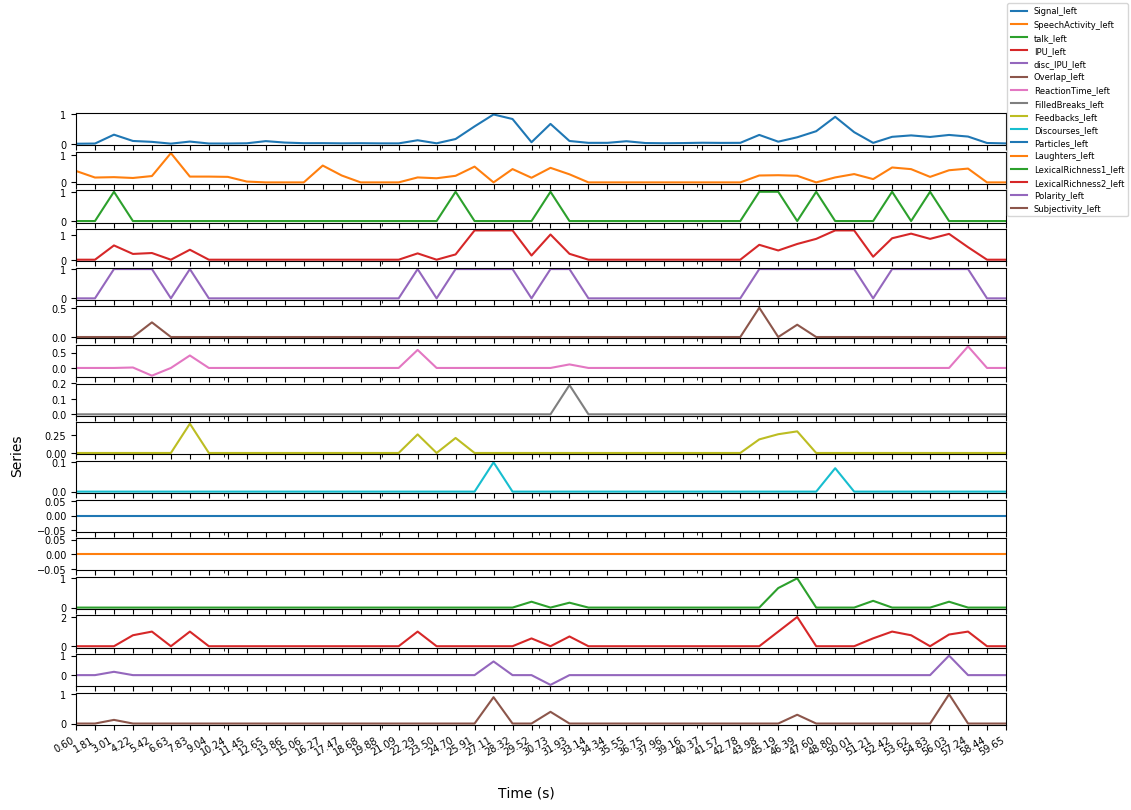 Signal_left
SpeechActivity_left
talk_left
IPU_left
disc_IPU_left
Overlap_left
ReactionTime_left
FilledBreaks_left
Feedbacks_left
Discourses_left
Particles_left
Laughters_left
LexicalRichness1_left
LexicalRichness2_left
Polarity_left
Subjectivity_left
1
0
1
0
1
0
1
0
1
0
0.5
0.0
0.5
0.0
0.2
0.1
0.0
0.25
0.00
0.1
0.0
0.05
0.00
−0.05
0.05
0.00
−0.05
1
0
2
0
1
0
1
0
Series
0.60 1.81 3.01 4.22 5.42 6.63 7.83 9.04 10.24 11.45 12.65 13.86 15.06 16.27 17.47 18.68 19.88 21.09 22.29 23.50 24.70 25.91 27.11 28.32 29.52 30.73 31.93 33.14 34.34 35.55 36.75 37.96 39.16 40.37 41.57 42.78 43.98 45.19 46.39 47.60 48.80 50.01 51.21 52.42 53.62 54.83 56.03 57.24 58.44 59.65
Time (s)